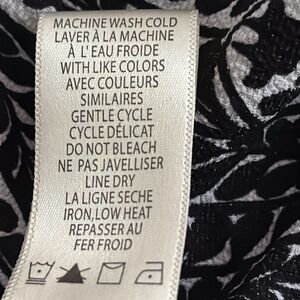 MACHINE WASH COLD
LAVER À LA MACHINE
À L'EAU FROIDE
WITH LIKE COLORS
AVEC COULEURS
SIMILAIRES
GENTLE CYCLE
CYCLE DÉLICAT
DO NOT BLEACH
NE PAS JAVELLISER
LINE DRY
LA LIGNE SECHE
IRON,LOW HEAT
REPASSER AU
FER FROID